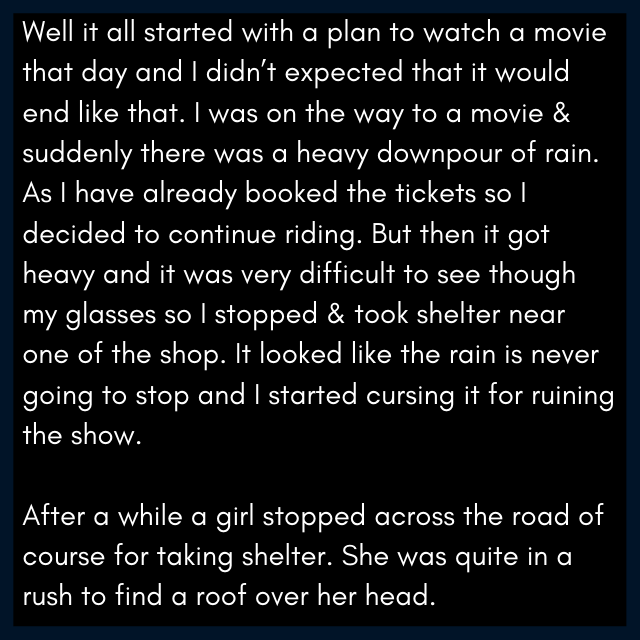 Well it all started with a plan to watch a movie
that day and I didn't expected that it would
end like that. I was on the way to a movie &
suddenly there was a heavy downpour of rain.
As I have already booked the tickets so I
decided to continue riding. But then it got
heavy and it was very difficult to see though
my glasses so I stopped & took shelter near
one of the shop. It looked like the rain is never
going to stop and I started cursing it for ruining
the show.

After a while a girl stopped across the road of
course for taking shelter. She was quite in a
rush to find a roof over her head.